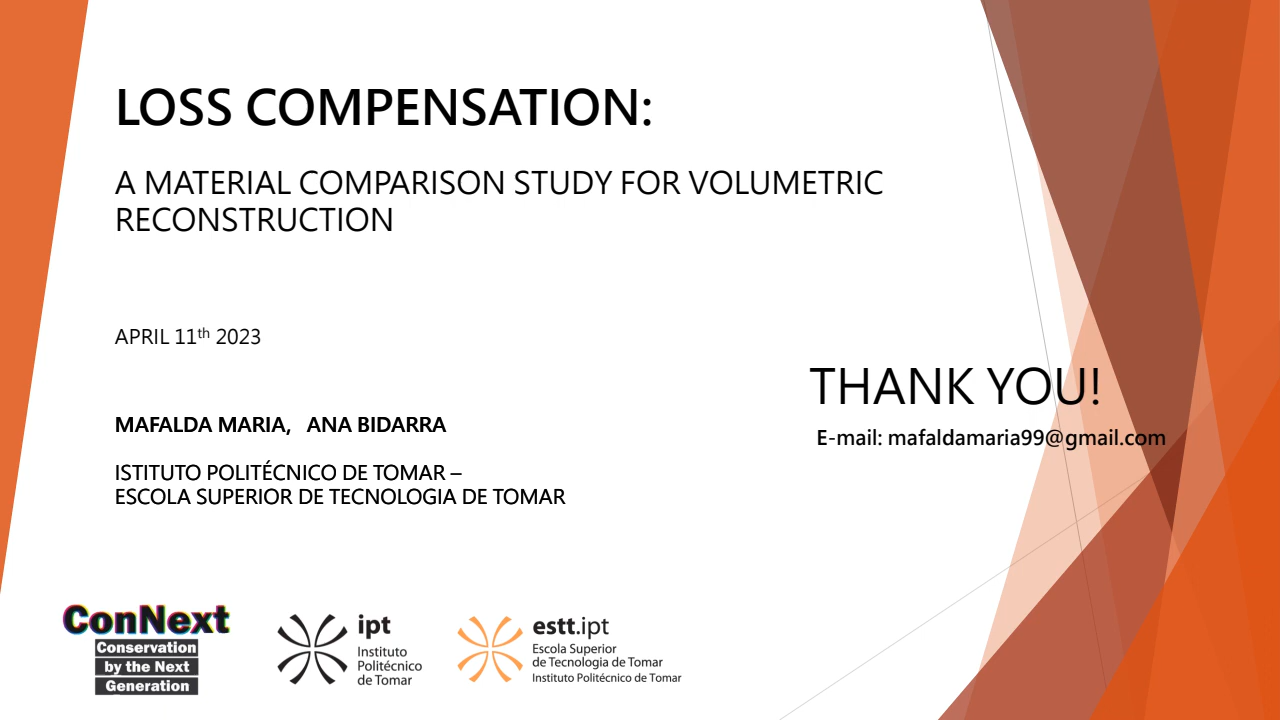 LOSS COMPENSATION:
A MATERIAL COMPARISON STUDY FOR VOLUMETRIC
RECONSTRUCTION
APRIL 11th 2023
THANK YOU!
E-mail: mafaldamaria99@gmail.com
MAFALDA MARIA, ANA BIDARRA
ISTITUTO POLITÉCNICO DE TOMAR –
ESCOLA SUPERIOR DE TECNOLOGIA DE TOMAR
ConNext
Conservation
by the Next
Generation
ipt
Instituto
Politécnico
de Tomar
estt.ipt
Escola Superior
de Tecnologia de Tomar
Instituto Politécnico de Tomar